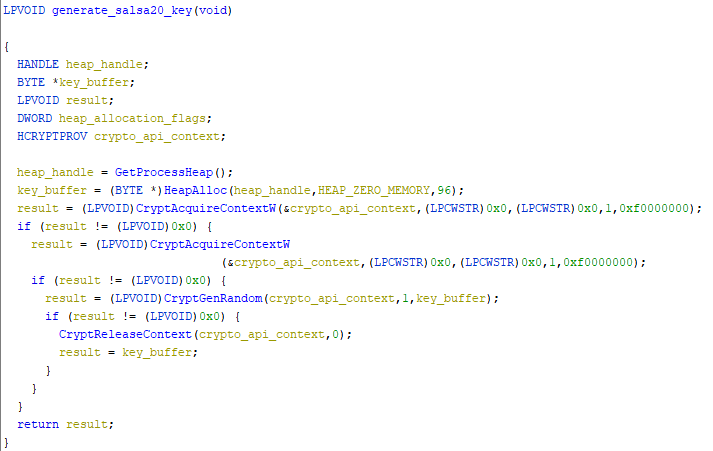 LPVOID generate_salsa20_key(void)
{
HANDLE heap_handle;
BYTE *key_buffer;
LPVOID result;
DWORD heap_allocation_flags;
HCRYPTPROV crypto_api_context;
heap_handle = GetProcessHeap();
key_buffer = (BYTE *)HeapAlloc(heap_handle,HEAP_ZERO_MEMORY,96);
result = (LPVOID)CryptAcquireContextW(&crypto_api_context,(LPCWSTR)0x0,(LPCWSTR)0x0,1,0xf0000000);
if (result != (LPVOID)0x0) {
result = (LPVOID)CryptAcquireContextW
(&crypto_api_context,(LPCWSTR)0x0,(LPCWSTR)0x0,1,0xf0000000);
if (result != (LPVOID)0x0) {
result = (LPVOID)CryptGenRandom(crypto_api_context,1,key_buffer);
if (result != (LPVOID)0x0) {
CryptReleaseContext(crypto_api_context,0);
result = key_buffer;
}
}
}
return result;
}